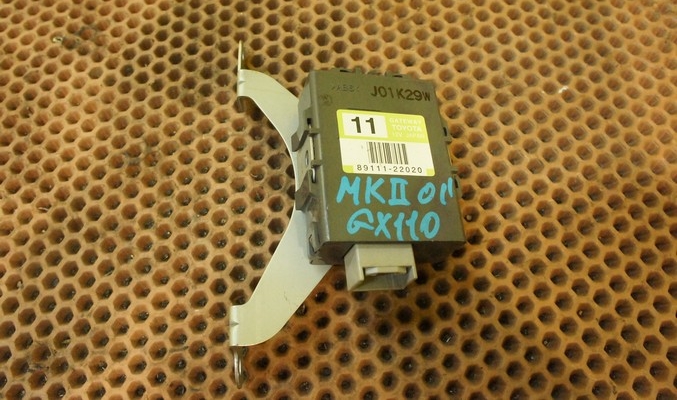 J01K29W
11
GATEWAY
TOYOTA
89111-22020
MKII 01'
GX110